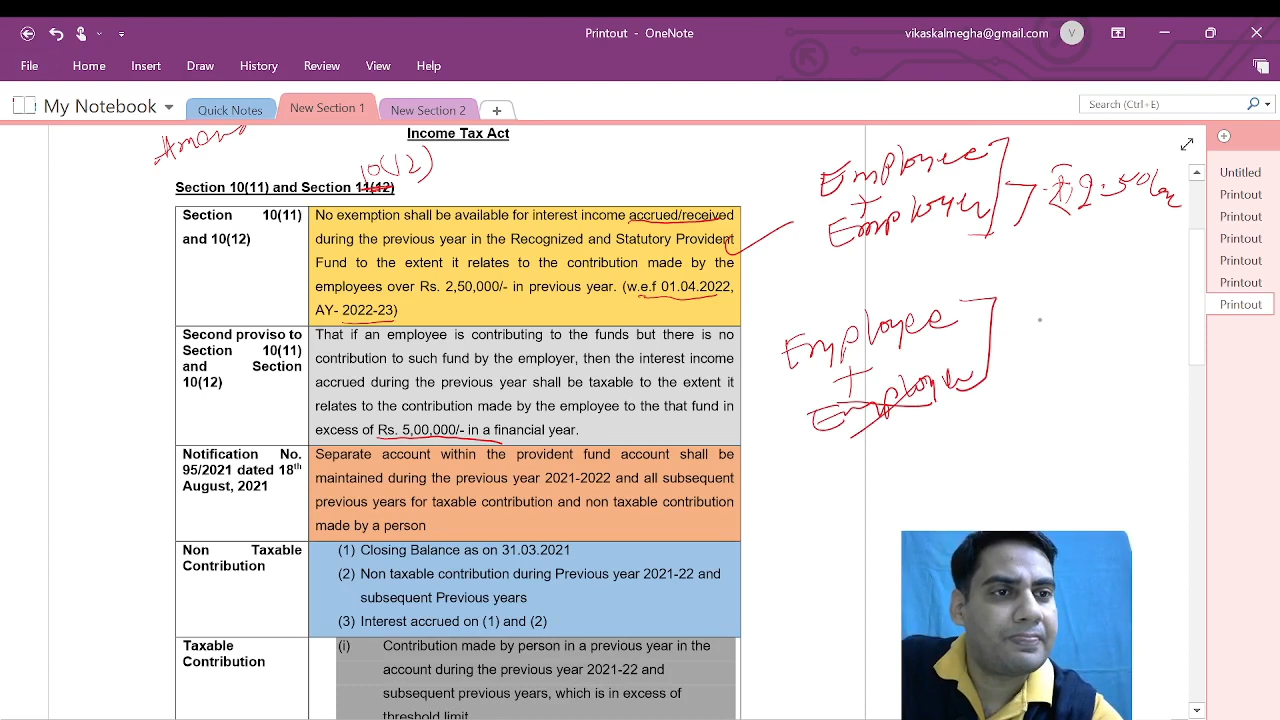 Printout - OneNote
vikaskalmegha@gmail.com
V
File
Home
Insert
Draw
History
Review
View
Help
My Notebook
Quick Notes
New Section 1
New Section 2
+
Search (Ctrl+E)
Income Tax Act
10(12)
Section 10(11) and Section 11(12)
Section 10(11) and 10(12)
No exemption shall be available for interest income accrued/received
during the previous year in the Recognized and Statutory Provident
Fund to the extent it relates to the contribution made by the
employees over Rs. 2,50,000/- in previous year. (w.e.f 01.04.2022,
AY- 2022-23)
Second proviso to
Section 10(11)
and Section
10(12)
That if an employee is contributing to the funds but there is no
contribution to such fund by the employer, then the interest income
accrued during the previous year shall be taxable to the extent it
relates to the contribution made by the employee to the that fund in
excess of Rs. 5,00,000/- in a financial year.
Notification No.
95/2021 dated 18th
August, 2021
Separate account within the provident fund account shall be
maintained during the previous year 2021-2022 and all subsequent
previous years for taxable contribution and non taxable contribution
made by a person
Non Taxable
Contribution
(1) Closing Balance as on 31.03.2021
(2) Non taxable contribution during Previous year 2021-22 and
subsequent Previous years
(3) Interest accrued on (1) and (2)
Taxable
Contribution
(i) Contribution made by person in a previous year in the
account during the previous year 2021-22 and
subsequent previous years, which is in excess of
threshold limit
Employee
+
Employer
Employee
+
Employer
Untitled
Printout
Printout
Printout
Printout
Printout
Printout